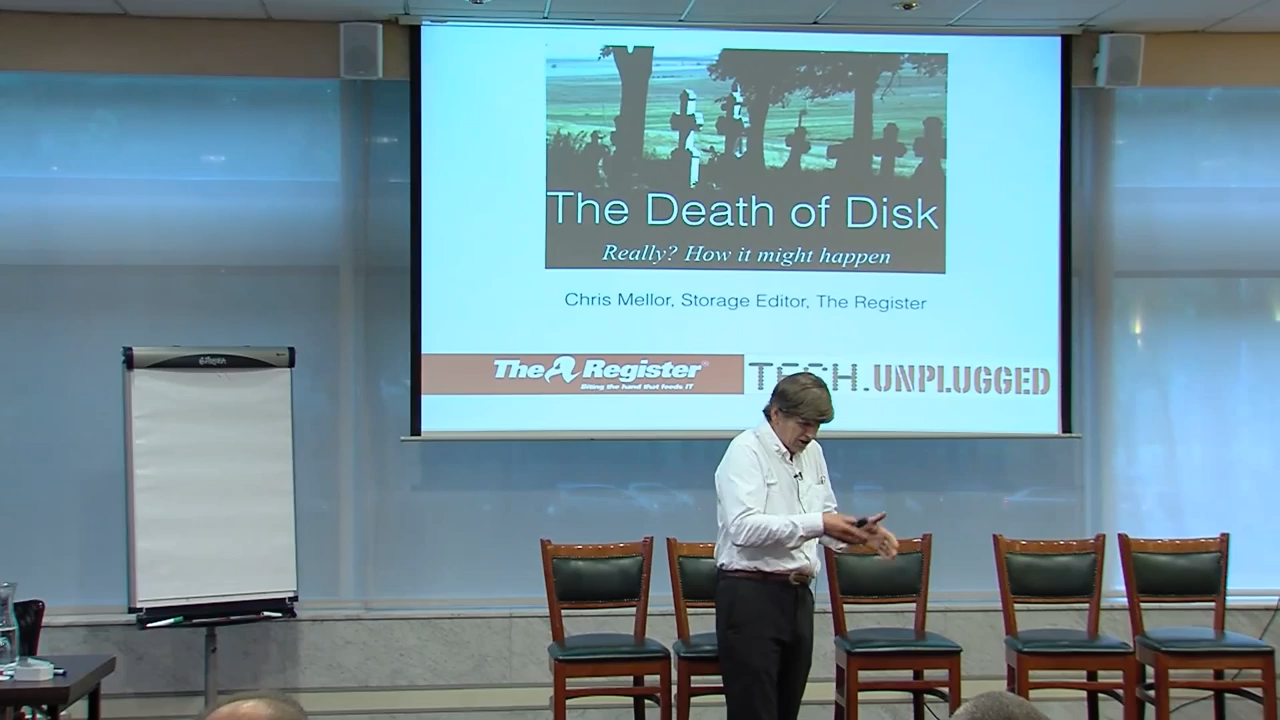 The Death of Disk
Really? How it might happen
Chris Mellor, Storage Editor, The Register
The Register®
Biting the hand that feeds IT
TECH.UNPLUGGED